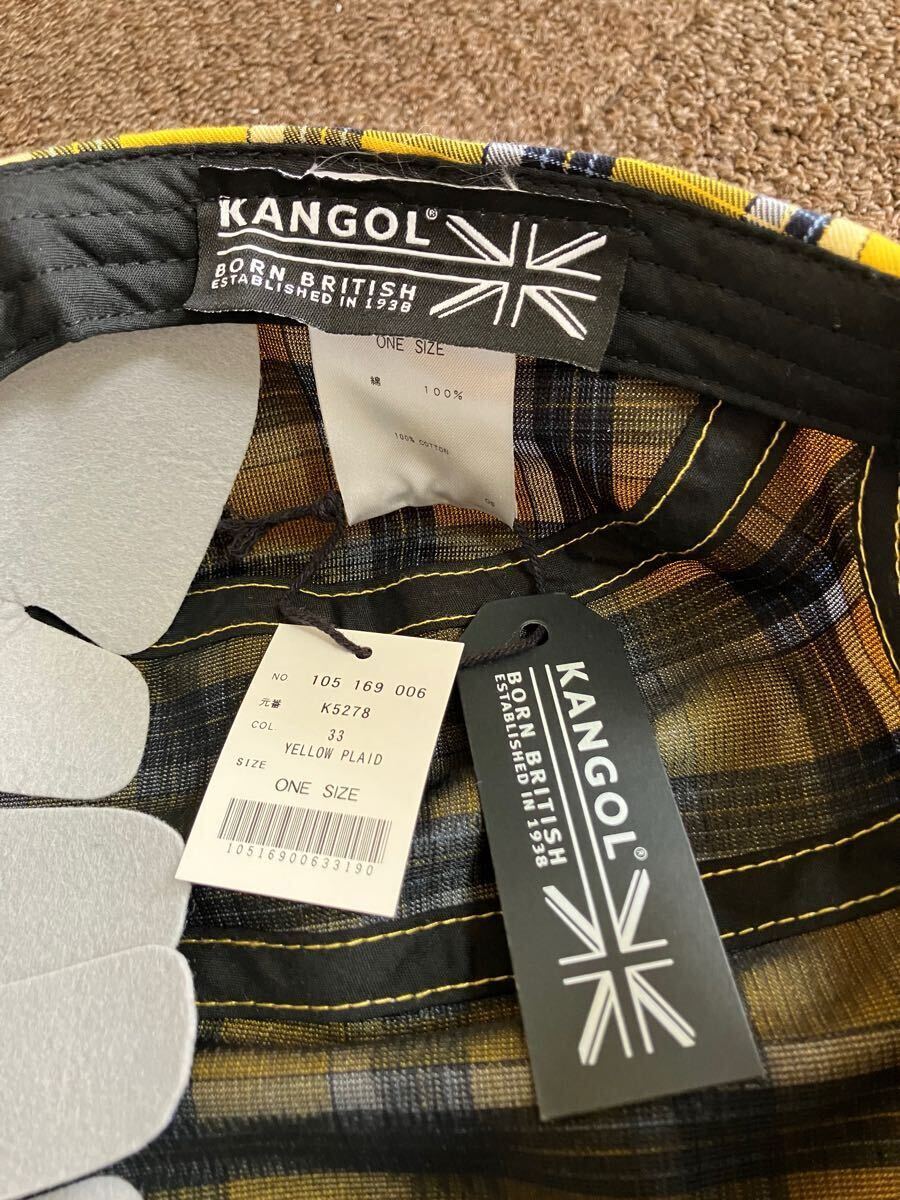 KANGOL®
BORN BRITISH
ESTABLISHED IN 1938
ONE SIZE
綿 100%
100% COTTON
OS
NO 105 169 006
元番 K5278
COL 33
YELLOW PLAID
SIZE
ONE SIZE
10516900633190
KANGOL®
BORN BRITISH
ESTABLISHED IN 1938